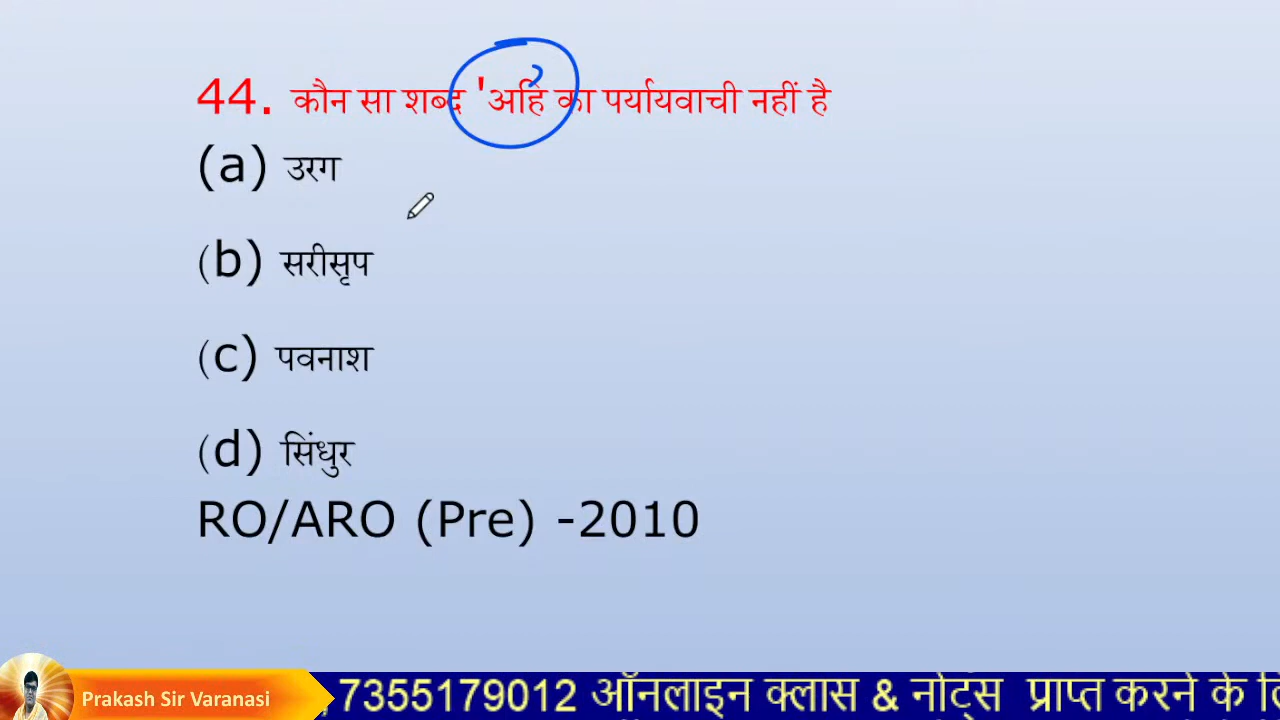 44. कौन सा शब्द 'अहि' का पर्यायवाची नहीं है
(a) उरग
(b) सरीसृप
(c) पवनाश
(d) सिंधुर
RO/ARO (Pre) -2010
Prakash Sir Varanasi
7355179012 ऑनलाइन क्लास & नोट्स प्राप्त करने के